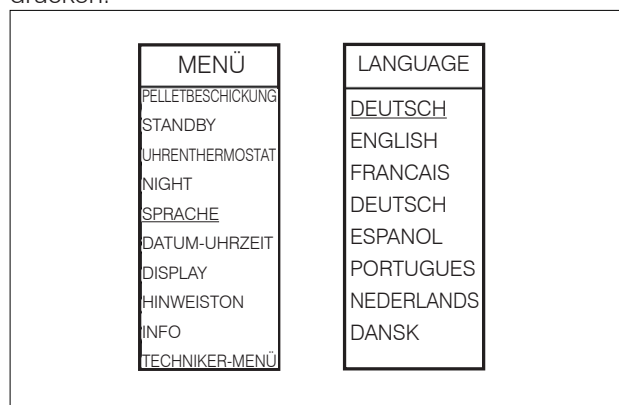 drücken.
MENÜ
PELLETBESCHICKUNG
STANDBY
UHRENTHERMOSTAT
NIGHT
SPRACHE
DATUM-UHRZEIT
DISPLAY
HINWEISTON
INFO
TECHNIKER-MENÜ
LANGUAGE
DEUTSCH
ENGLISH
FRANCAIS
DEUTSCH
ESPANOL
PORTUGUES
NEDERLANDS
DANSK